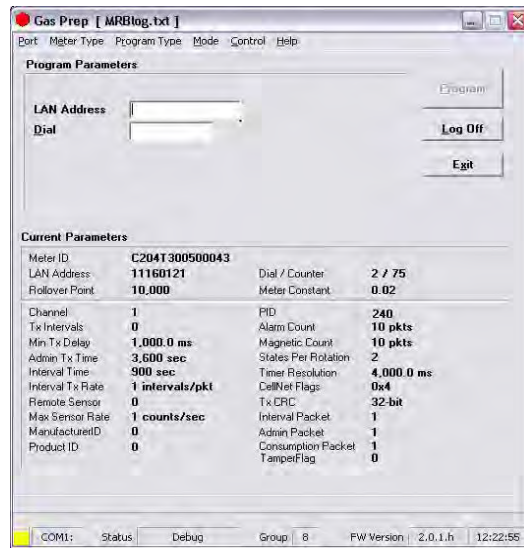 Gas Prep [ MRBlog.txt ]
Port Meter Type Program Type Mode Control Help
Program Parameters
Program
LAN Address
Dial
Log Off
Exit
Current Parameters
Meter ID C204T300500043
LAN Address 11160121 Dial / Counter 2 / 75
Rollover Point 10,000 Meter Constant 0.02
Channel 1 PID 240
Tx Intervals 0 Alarm Count 10 pkts
Min Tx Delay 1,000.0 ms Magnetic Count 10 pkts
Admin Tx Time 3,600 sec States Per Rotation 2
Interval Time 900 sec Timer Resolution 4,000.0 ms
Interval Tx Rate 1 intervals/pkt CellNet Flags 0x4
Remote Sensor 0 Tx CRC 32-bit
Max Sensor Rate 1 counts/sec Interval Packet 1
ManufacturerID 0 Admin Packet 1
Product ID 0 Consumption Packet 1
TamperFlag 0
COM1: Status Debug Group 8 FW Version 2.0.1.h 12:22:55